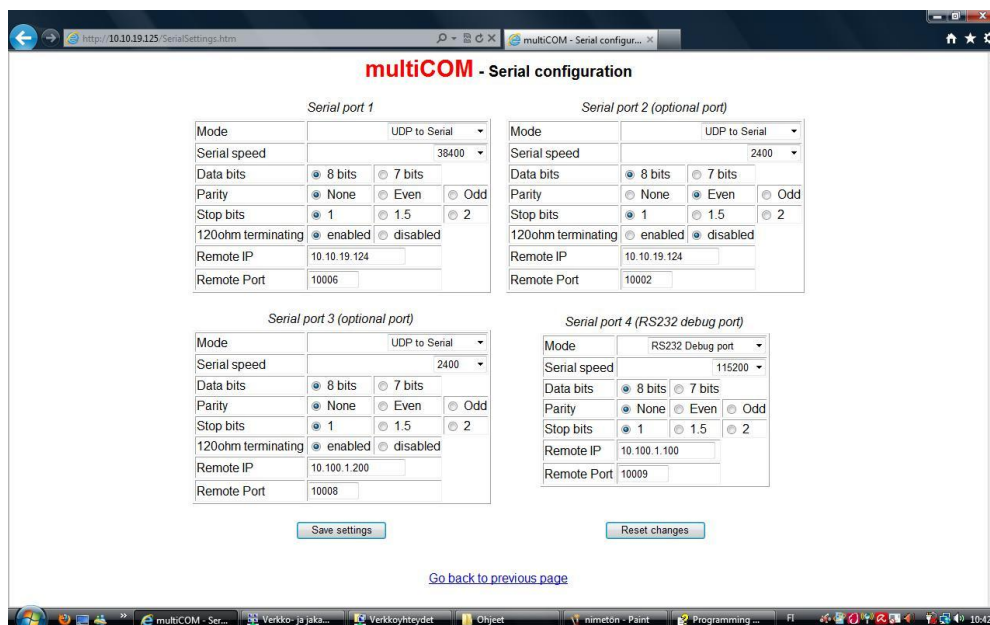 http://10.10.19.125/SerialSettings.htm
multiCOM - Serial configur...
multiCOM - Serial configuration
Serial port 1
Mode UDP to Serial
Serial speed 38400
Data bits 8 bits 7 bits
Parity None Even Odd
Stop bits 1 1.5 2
120ohm terminating enabled disabled
Remote IP 10.10.19.124
Remote Port 10006
Serial port 2 (optional port)
Mode UDP to Serial
Serial speed 2400
Data bits 8 bits 7 bits
Parity None Even Odd
Stop bits 1 1.5 2
120ohm terminating enabled disabled
Remote IP 10.10.19.124
Remote Port 10002
Serial port 3 (optional port)
Mode UDP to Serial
Serial speed 2400
Data bits 8 bits 7 bits
Parity None Even Odd
Stop bits 1 1.5 2
120ohm terminating enabled disabled
Remote IP 10.100.1.200
Remote Port 10008
Serial port 4 (RS232 debug port)
Mode RS232 Debug port
Serial speed 115200
Data bits 8 bits 7 bits
Parity None Even Odd
Stop bits 1 1.5 2
Remote IP 10.100.1.100
Remote Port 10009
Save settings
Reset changes
Go back to previous page
multiCOM - Ser... Verkko- ja jaka... Verkkoyhteydet Ohjeet nimetön - Paint Programming ... FI 10:42